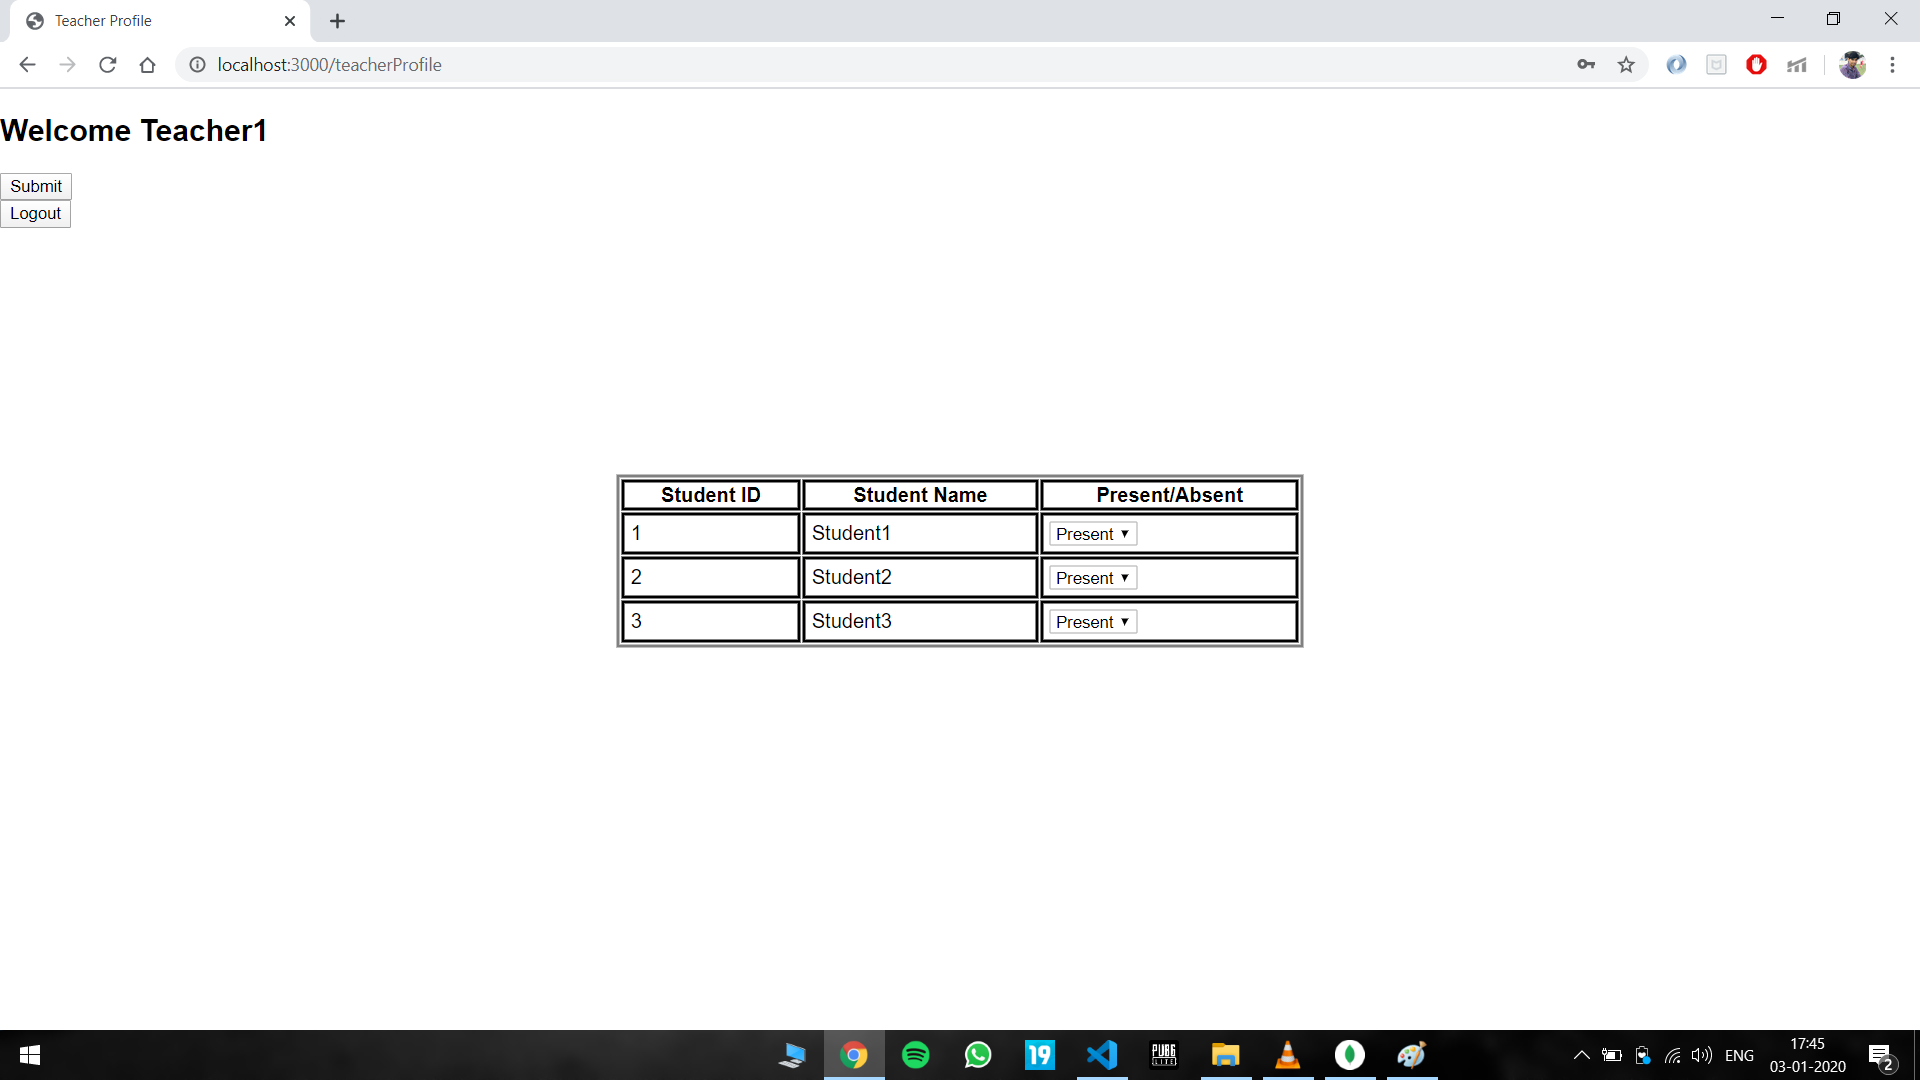 Teacher Profile
localhost:3000/teacherProfile
Welcome Teacher1
Submit
Logout
Student ID Student Name Present/Absent
1 Student1 Present
2 Student2 Present
3 Student3 Present
19
PUBG
LITE
ENG
17:45
03-01-2020
2